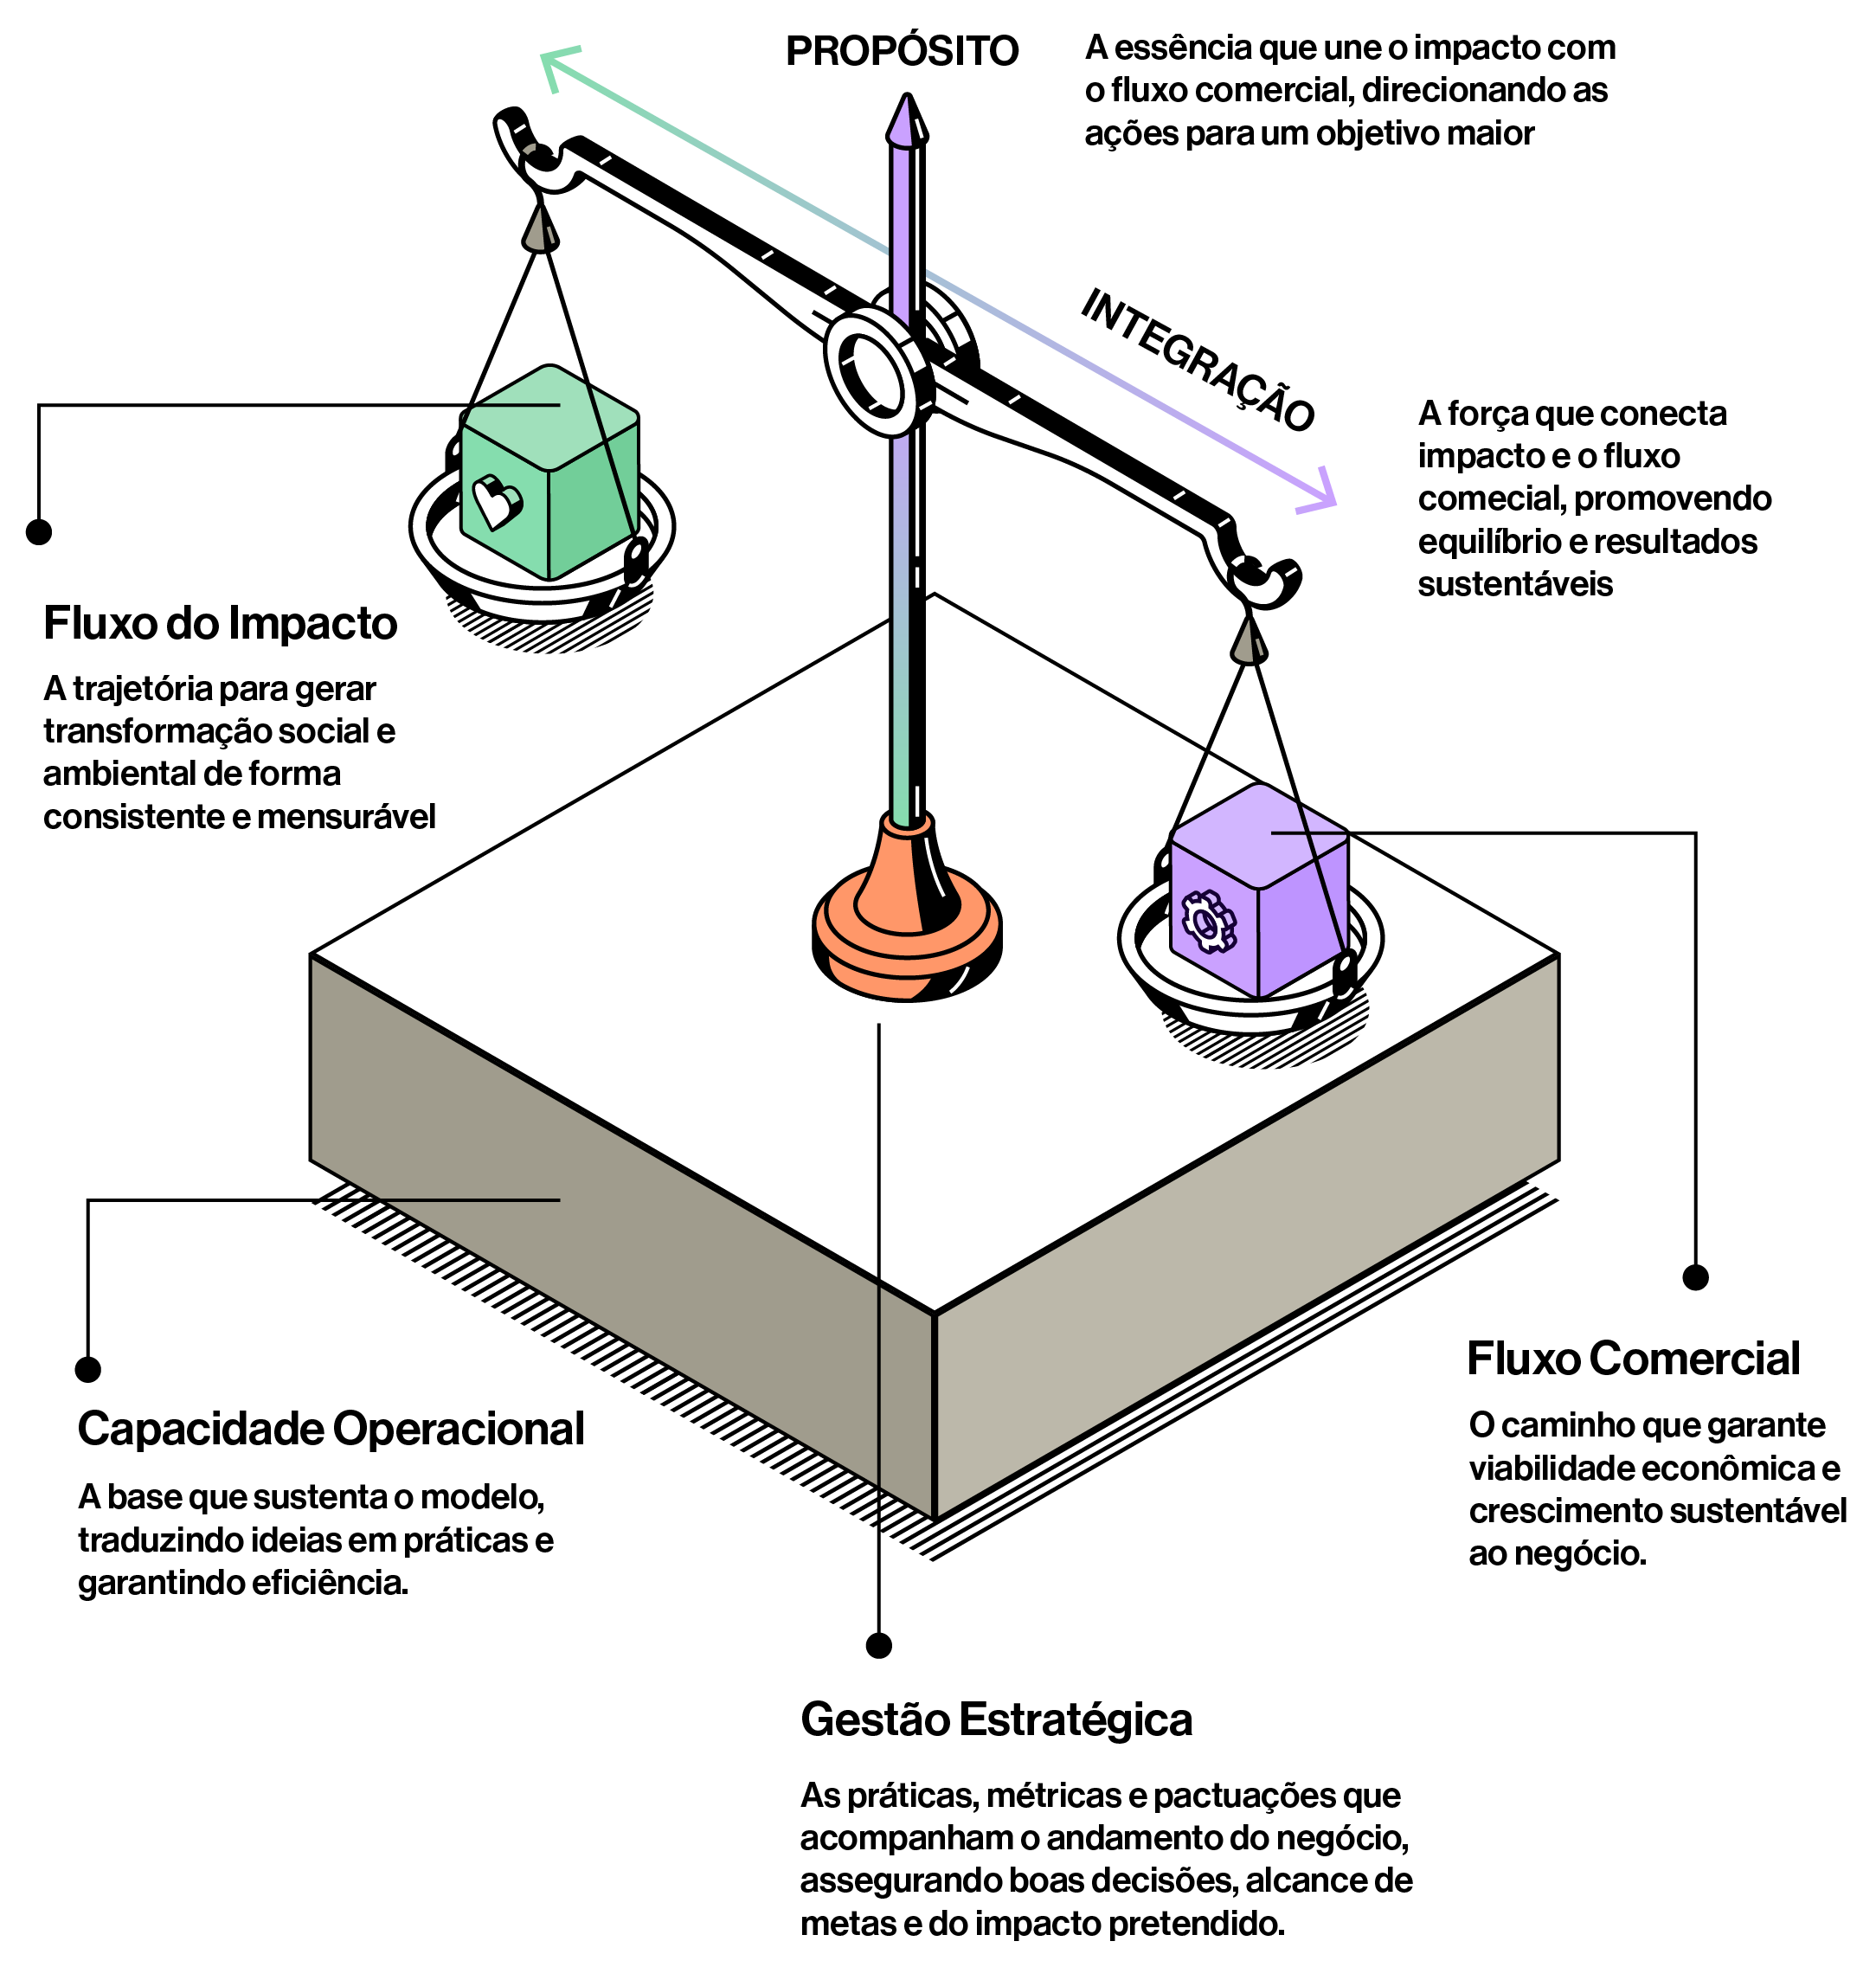 PROPÓSITO
A essência que une o impacto com
o fluxo comercial, direcionando as
ações para um objetivo maior
INTEGRAÇÃO
A força que conecta
impacto e o fluxo
comecial, promovendo
equilíbrio e resultados
sustentáveis
Fluxo do Impacto
A trajetória para gerar
transformação social e
ambiental de forma
consistente e mensurável
Fluxo Comercial
O caminho que garante
viabilidade econômica e
crescimento sustentável
ao negócio.
Capacidade Operacional
A base que sustenta o modelo,
traduzindo ideias em práticas e
garantindo eficiência.
Gestão Estratégica
As práticas, métricas e pactuações que
acompanham o andamento do negócio,
assegurando boas decisões, alcance de
metas e do impacto pretendido.